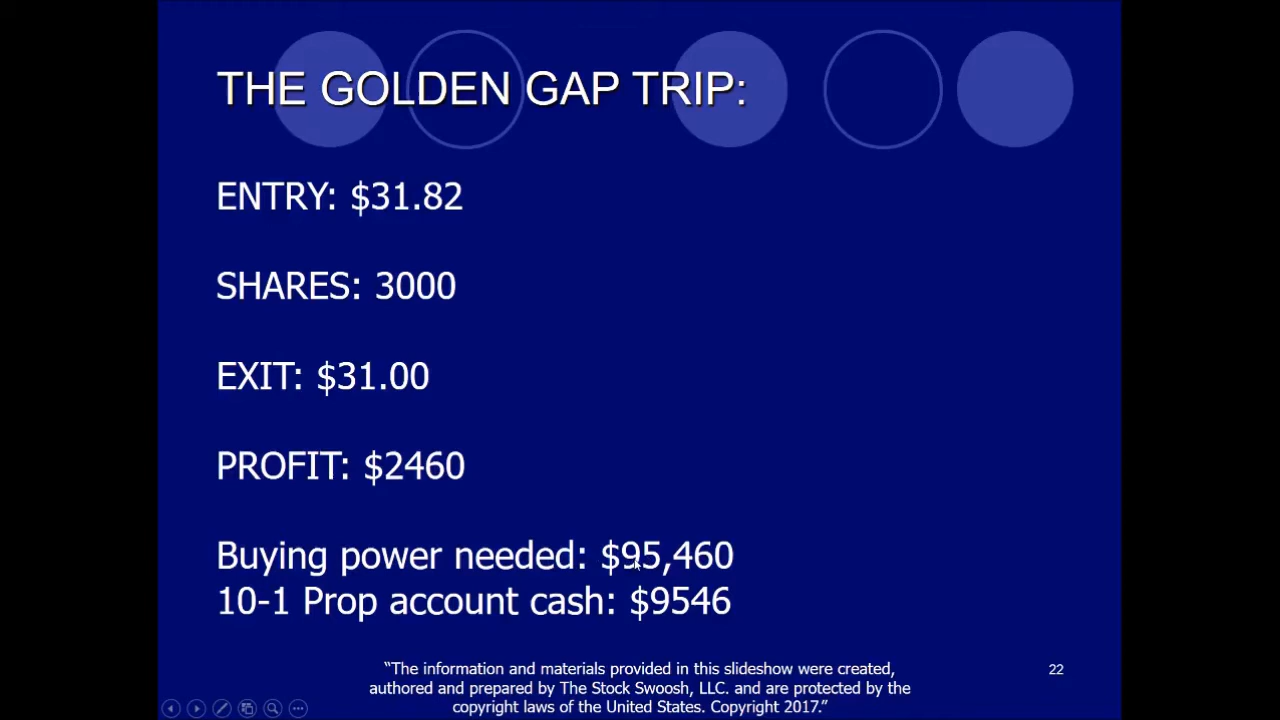 THE GOLDEN GAP TRIP:
ENTRY: $31.82
SHARES: 3000
EXIT: $31.00
PROFIT: $2460
Buying power needed: $95,460
10-1 Prop account cash: $9546
“The information and materials provided in this slideshow were created,
authored and prepared by The Stock Swoosh, LLC. and are protected by the
copyright laws of the United States. Copyright 2017.”
22